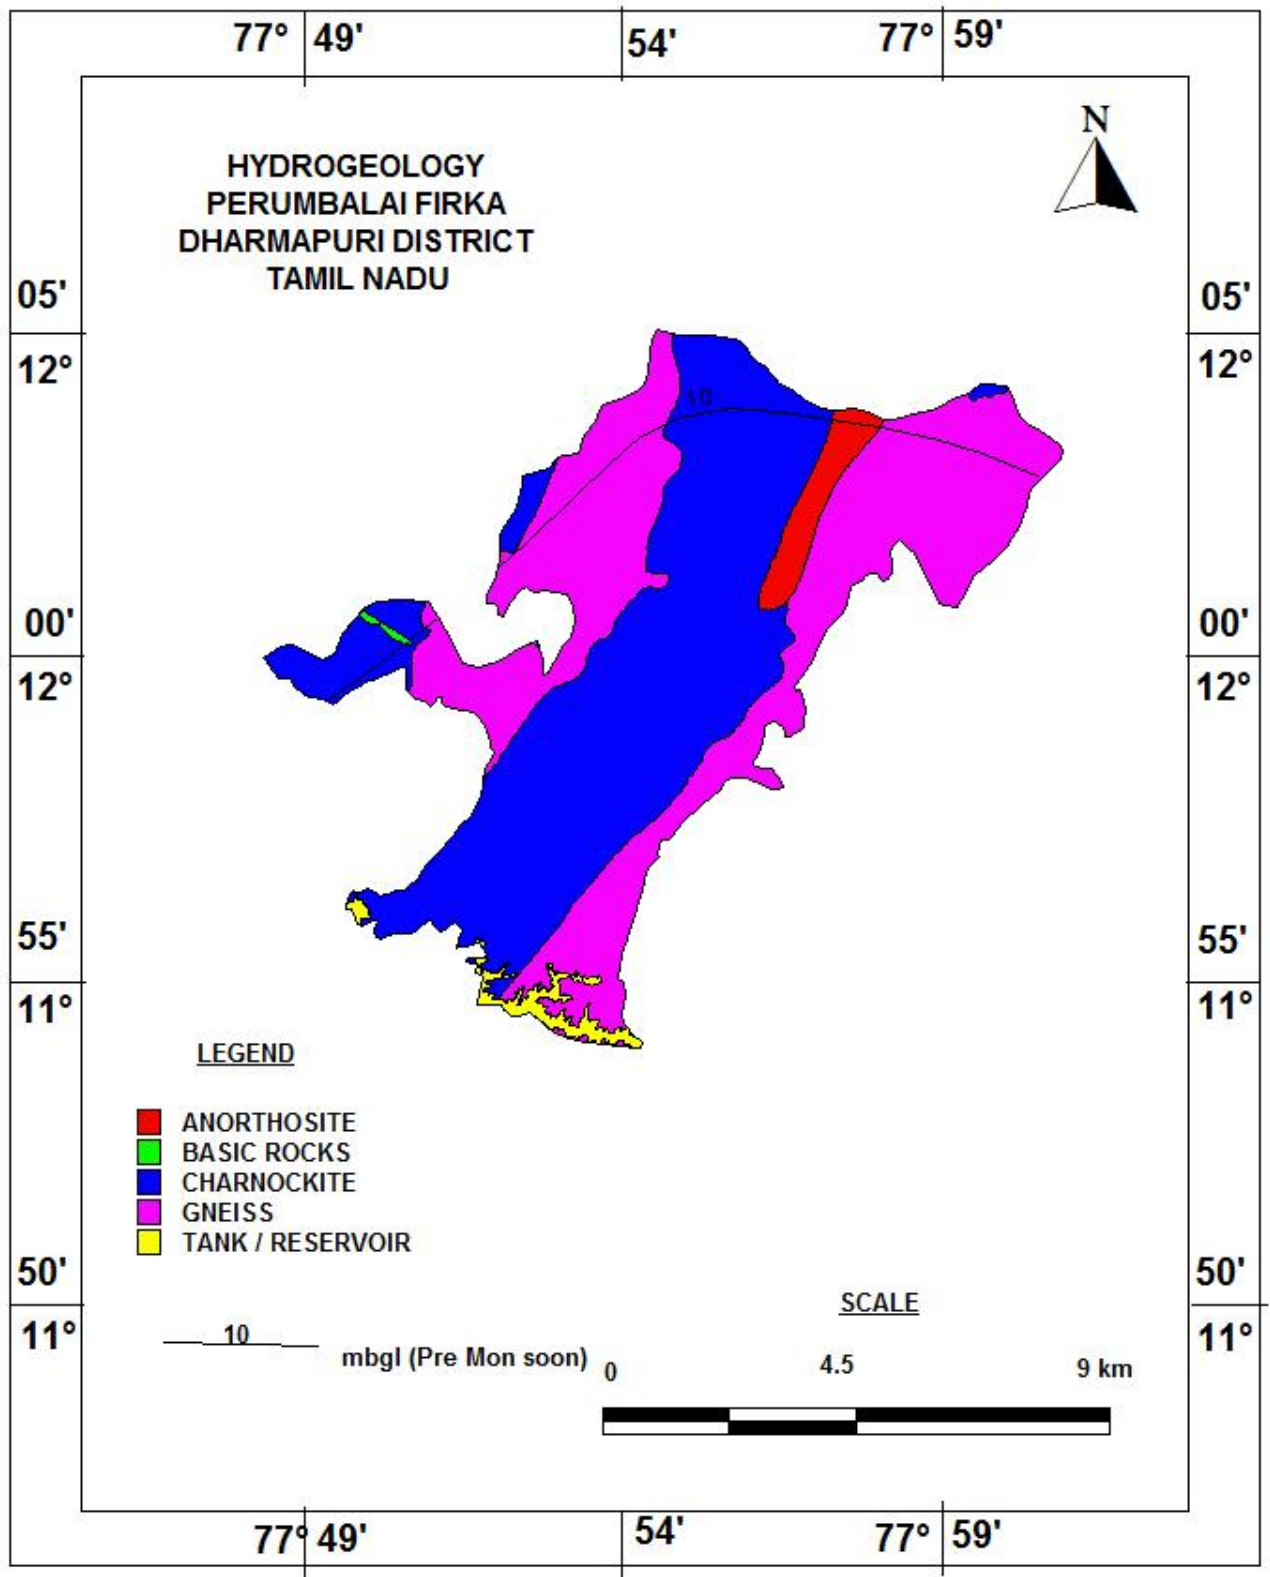 77° 49'
54'
77° 59'
N
HYDROGEOLOGY
PERUMBALAI FIRKA
DHARMAPURI DISTRICT
TAMIL NADU
05'
12°
05'
12°
10
00'
12°
00'
12°
55'
11°
55'
11°
LEGEND
ANORTHOSITE
BASIC ROCKS
CHARNOCKITE
GNEISS
TANK / RESERVOIR
50'
11°
50'
11°
10
mbgl (Pre Mon soon)
SCALE
0 4.5 9 km
77° 49'
54'
77° 59'